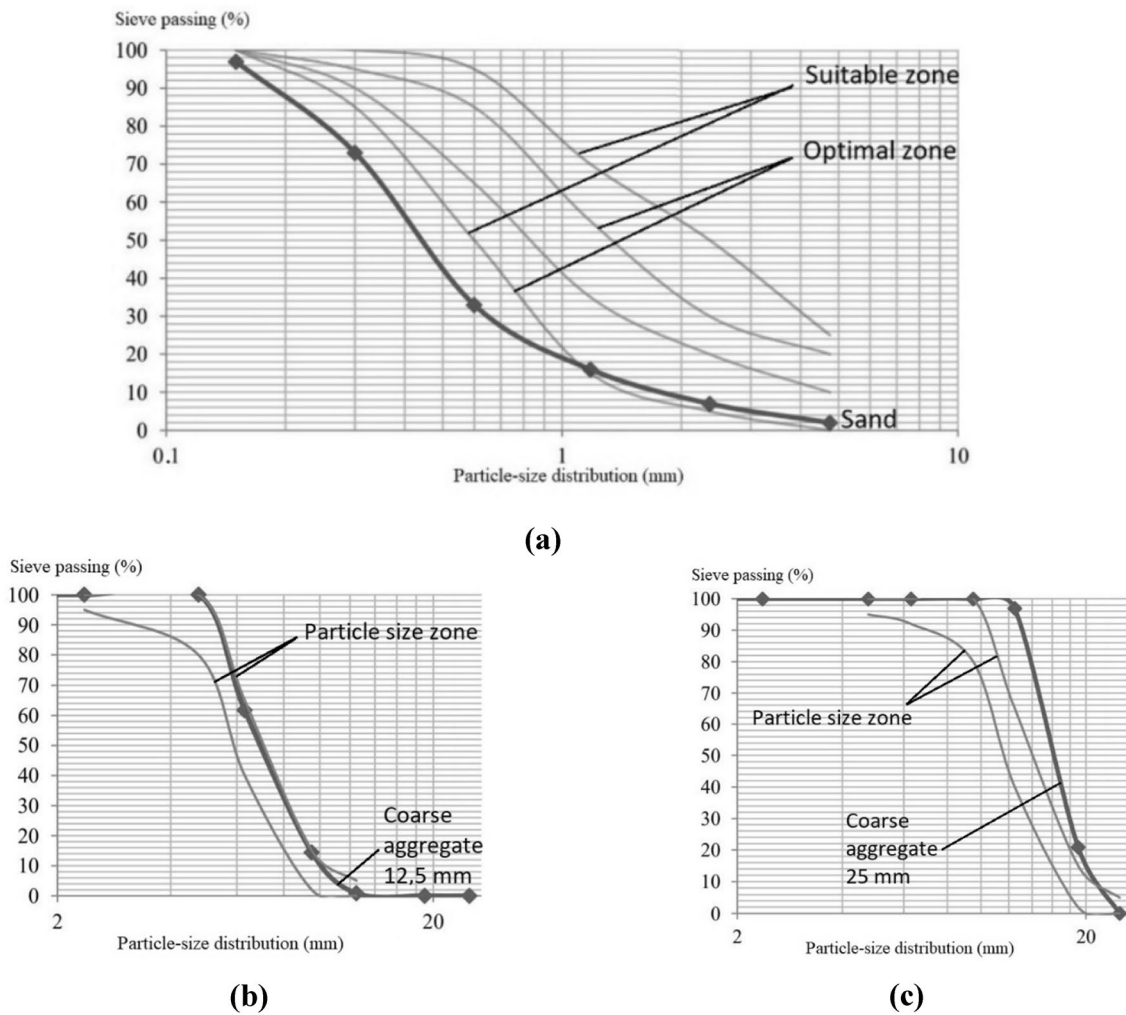 Sieve passing (%)
100
90
80
70
60
50
40
30
20
10
0
Suitable zone
Optimal zone
Sand
0.1
1
10
Particle-size distribution (mm)
(a)
Sieve passing (%)
100
90
80
70
60
50
40
30
20
10
0
Particle size zone
Coarse
aggregate
12,5 mm
2
20
Particle-size distribution (mm)
(b)
Sieve passing (%)
100
90
80
70
60
50
40
30
20
10
0
Particle size zone
Coarse
aggregate
25 mm
2
20
Particle-size distribution (mm)
(c)